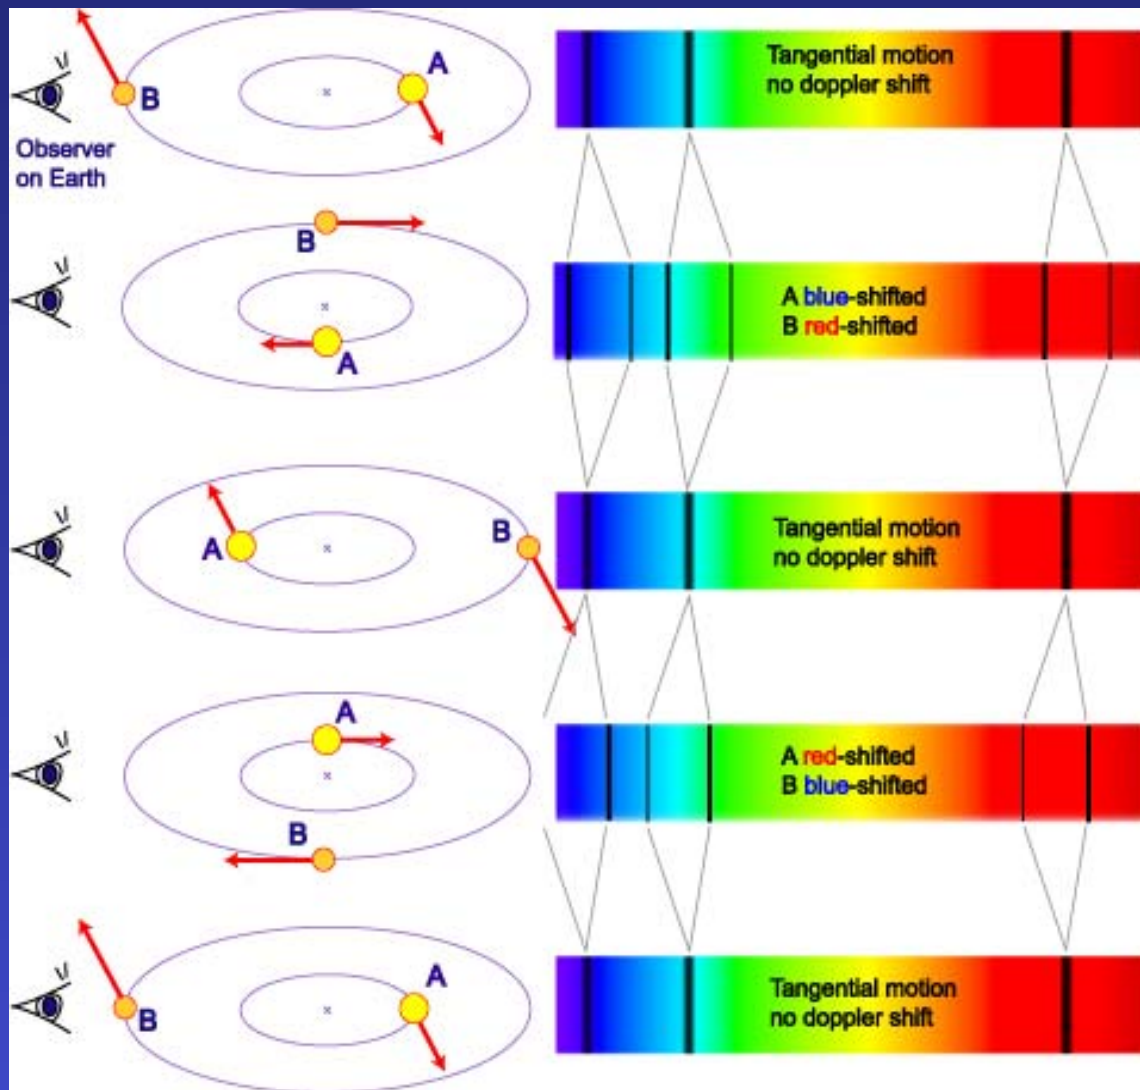 A
B
Observer
on Earth
Tangential motion
no doppler shift
B
A
A blue-shifted
B red-shifted
A
B
Tangential motion
no doppler shift
A
B
A red-shifted
B blue-shifted
A
B
Tangential motion
no doppler shift